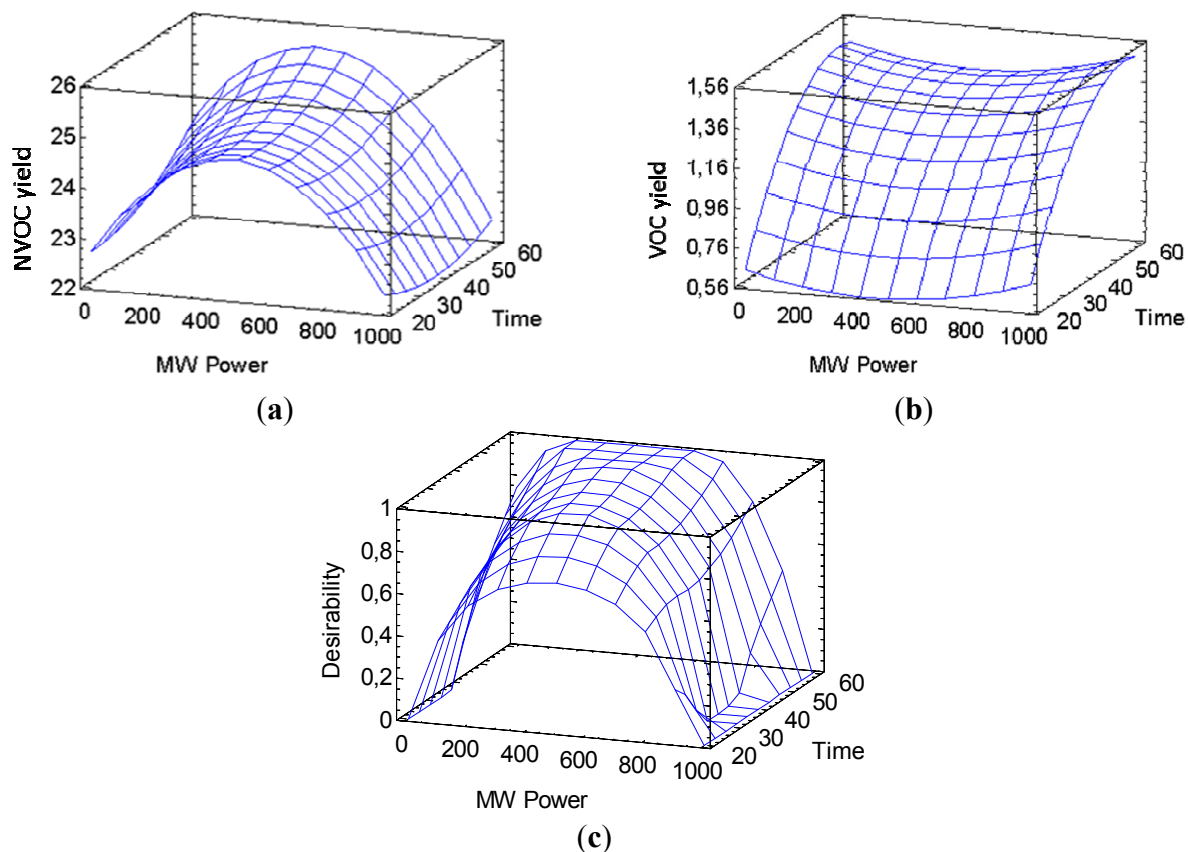 26
25
24
23
22
NVOC yield
0 200 400 600 800 1000
20 30 40 50 60
Time
MW Power
(a)
1,56
1,36
1,16
0,96
0,76
0,56
VOC yield
0 200 400 600 800 1000
20 30 40 50 60
Time
MW Power
(b)
1
0,8
0,6
0,4
0,2
0
Desirability
0 200 400 600 800 1000
20 30 40 50 60
Time
MW Power
(c)